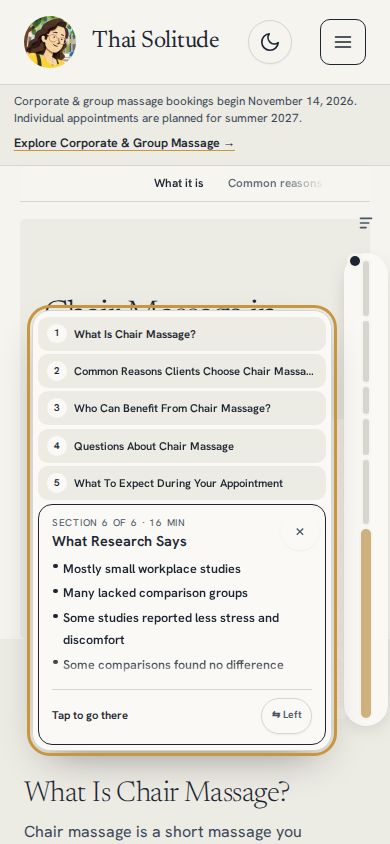 Thai Solitude
Corporate & group massage bookings begin November 14, 2026.
Individual appointments are planned for summer 2027.
Explore Corporate & Group Massage →
What it is
Common reasons
Chair Massage is
1 What Is Chair Massage?
2 Common Reasons Clients Choose Chair Massa...
3 Who Can Benefit From Chair Massage?
4 Questions About Chair Massage
5 What To Expect During Your Appointment
SECTION 6 OF 6 · 16 MIN
What Research Says
• Mostly small workplace studies
• Many lacked comparison groups
• Some studies reported less stress and
discomfort
• Some comparisons found no difference
Tap to go there
⇆ Left
What Is Chair Massage?
Chair massage is a short massage you